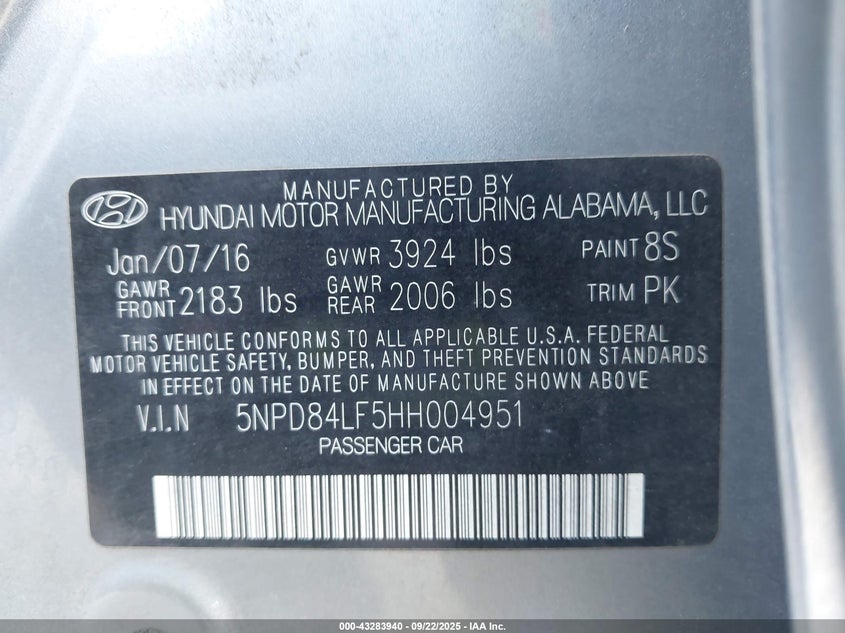 MANUFACTURED BY
HYUNDAI MOTOR MANUFACTURING ALABAMA, LLC
Jan/07/16 GVWR 3924 lbs PAINT 8S
GAWR FRONT 2183 lbs GAWR REAR 2006 lbs TRIM PK
THIS VEHICLE CONFORMS TO ALL APPLICABLE U.S.A. FEDERAL
MOTOR VEHICLE SAFETY, BUMPER, AND THEFT PREVENTION STANDARDS
IN EFFECT ON THE DATE OF MANUFACTURE SHOWN ABOVE
V.I.N 5NPD84LF5HH004951
PASSENGER CAR
000-43283940 - 09/22/2025 - IAA Inc.